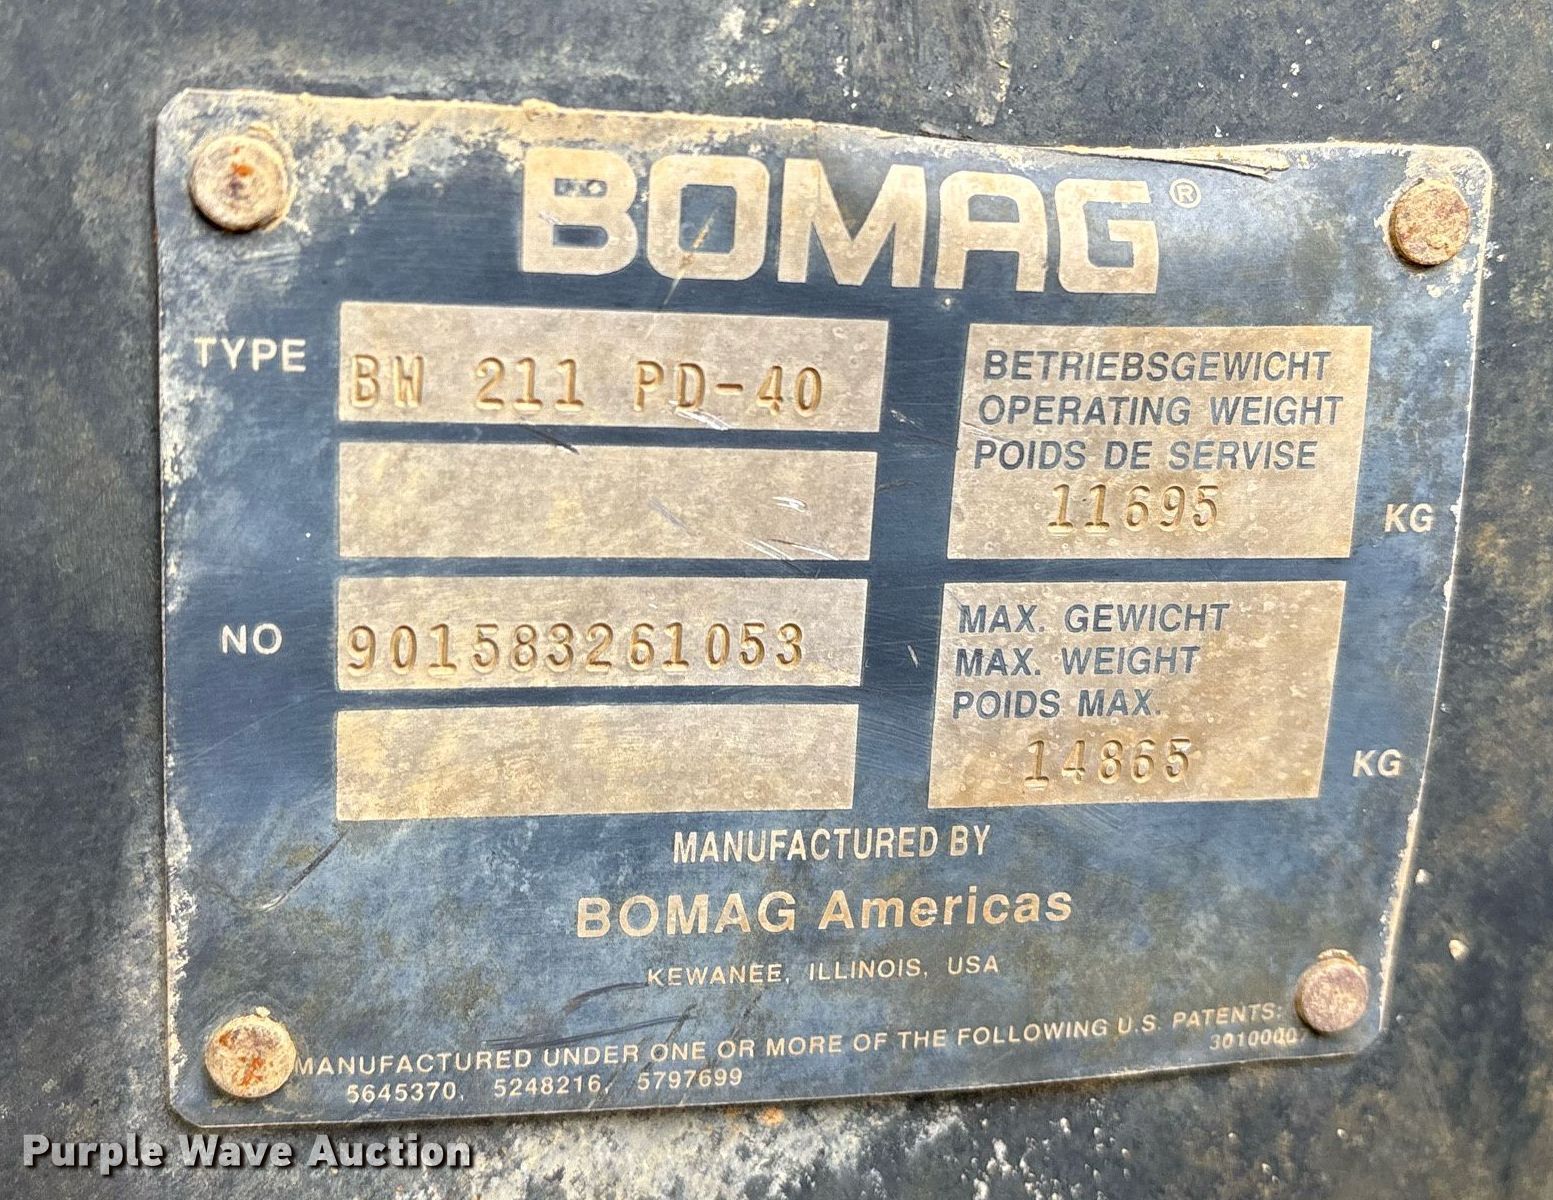 BOMAG®
TYPE BW 211 PD-40
BETRIEBSGEWICHT
OPERATING WEIGHT
POIDS DE SERVISE
11695 KG
NO 901583261053
MAX. GEWICHT
MAX. WEIGHT
POIDS MAX.
14865 KG
MANUFACTURED BY
BOMAG Americas
KEWANEE, ILLINOIS, USA
MANUFACTURED UNDER ONE OR MORE OF THE FOLLOWING U.S. PATENTS:
5645370, 5248216, 5797699
Purple Wave Auction